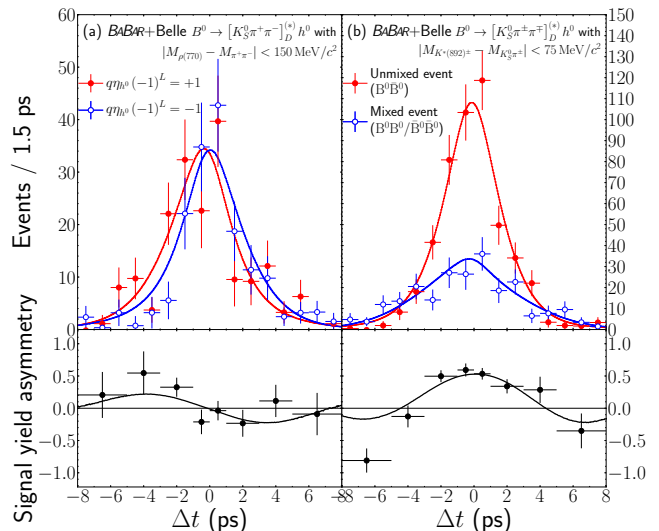 (a) BABAR+Belle B⁰ → [K_S⁰π⁺π⁻]_D^(*) h⁰ with
|M_ρ(770) − M_π⁺π⁻| < 150 MeV/c²
qη_h⁰(−1)^L = +1
qη_h⁰(−1)^L = −1
(b) BABAR+Belle B⁰ → [K_S⁰π^±π^∓]_D^(*) h⁰ with
|M_K*(892)^± − M_K_S⁰π^±| < 75 MeV/c²
Unmixed event
(B⁰B̄⁰)
Mixed event
(B⁰B⁰/B̄⁰B̄⁰)
Events / 1.5 ps
60
50
40
30
20
10
0
150
140
130
120
110
100
90
80
70
60
50
40
30
20
10
0
Signal yield asymmetry
1.0
0.5
0.0
−0.5
−1.0
1.0
0.5
0.0
−0.5
−1.0
−8 −6 −4 −2 0 2 4 6 8
−6 −4 −2 0 2 4 6 8
Δt (ps)
Δt (ps)